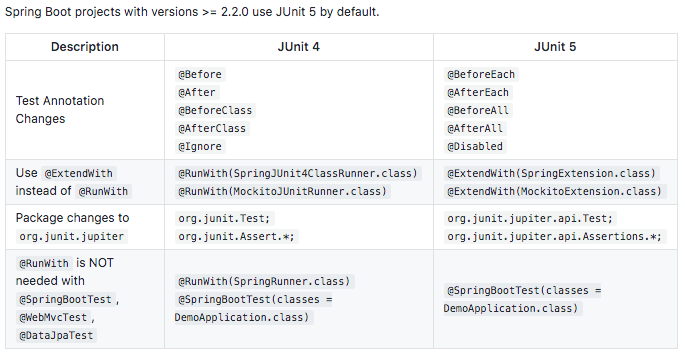 Spring Boot projects with versions >= 2.2.0 use JUnit 5 by default.
Description JUnit 4 JUnit 5
Test Annotation
Changes
@Before
@After
@BeforeClass
@AfterClass
@Ignore
@BeforeEach
@AfterEach
@BeforeAll
@AfterAll
@Disabled
Use @ExtendWith
instead of @RunWith
@RunWith(SpringJUnit4ClassRunner.class)
@RunWith(MockitoJUnitRunner.class)
@ExtendWith(SpringExtension.class)
@ExtendWith(MockitoExtension.class)
Package changes to
org.junit.jupiter
org.junit.Test;
org.junit.Assert.*;
org.junit.jupiter.api.Test;
org.junit.jupiter.api.Assertions.*;
@RunWith is NOT
needed with
@SpringBootTest ,
@WebMvcTest ,
@DataJpaTest
@RunWith(SpringRunner.class)
@SpringBootTest(classes =
DemoApplication.class)
@SpringBootTest(classes =
DemoApplication.class)